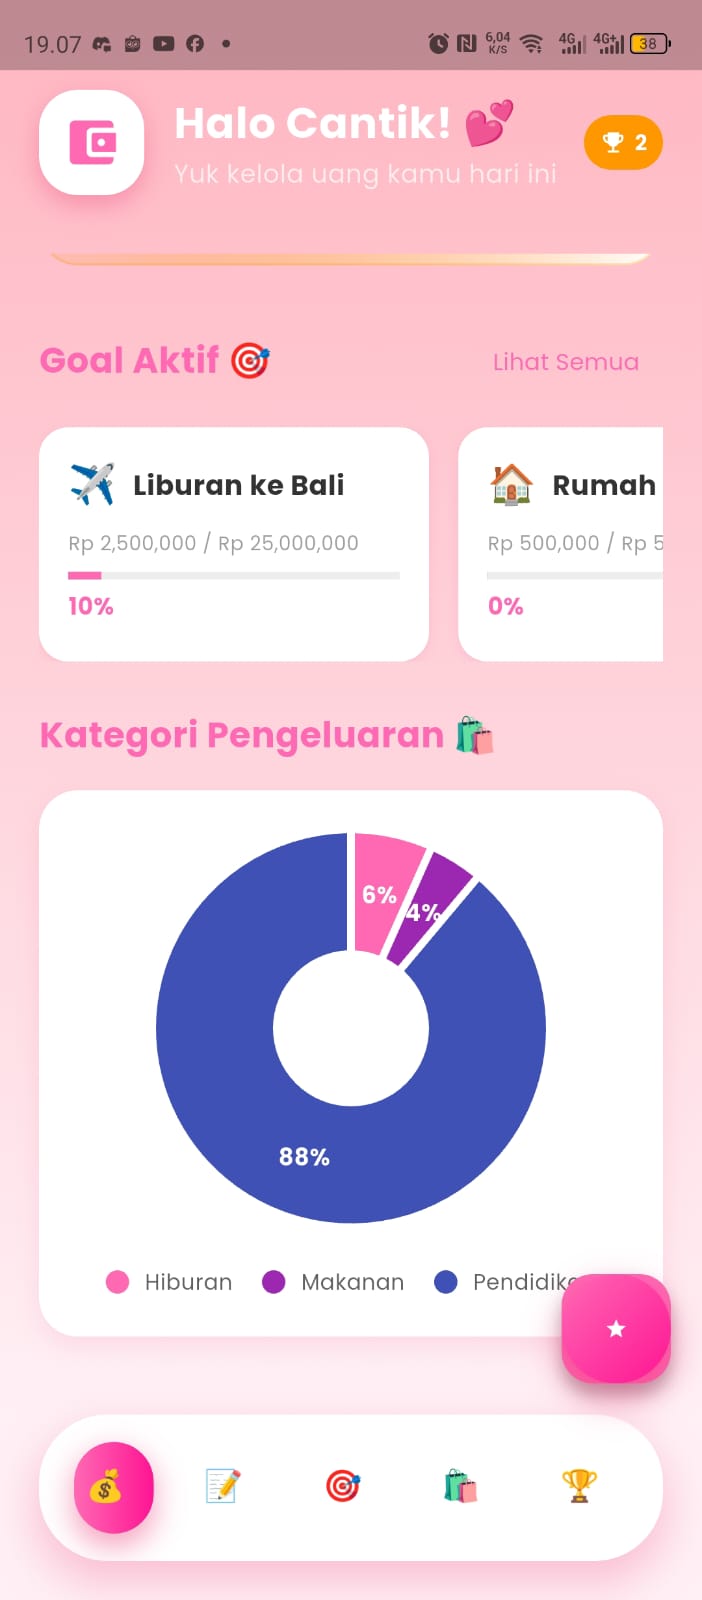 19.07
6,04
K/S
4G
4G+
38
Halo Cantik! 💕
2
Yuk kelola uang kamu hari ini
Goal Aktif 🎯
Lihat Semua
Liburan ke Bali
Rp 2,500,000 / Rp 25,000,000
10%
Rumah
Rp 500,000 / Rp 5
0%
Kategori Pengeluaran 🛍️
6%
4%
88%
Hiburan
Makanan